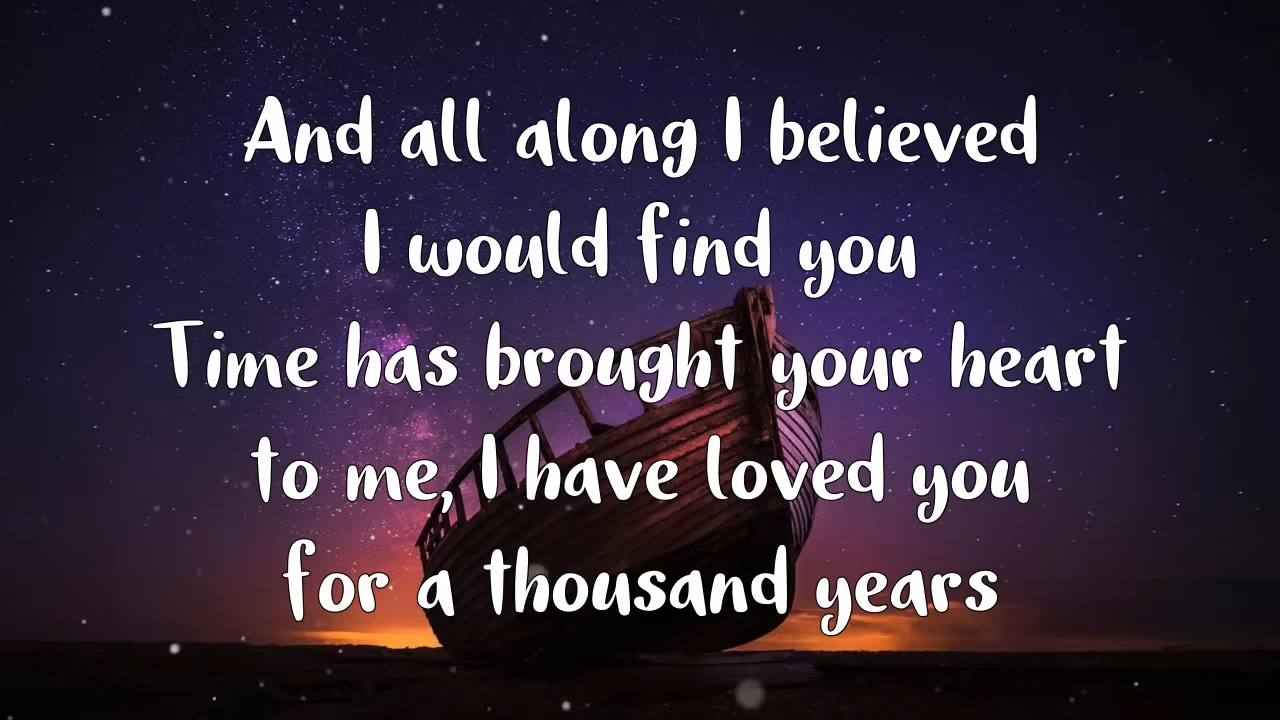 And all along I believed
I would find you
Time has brought your heart
to me, I have loved you
for a thousand years